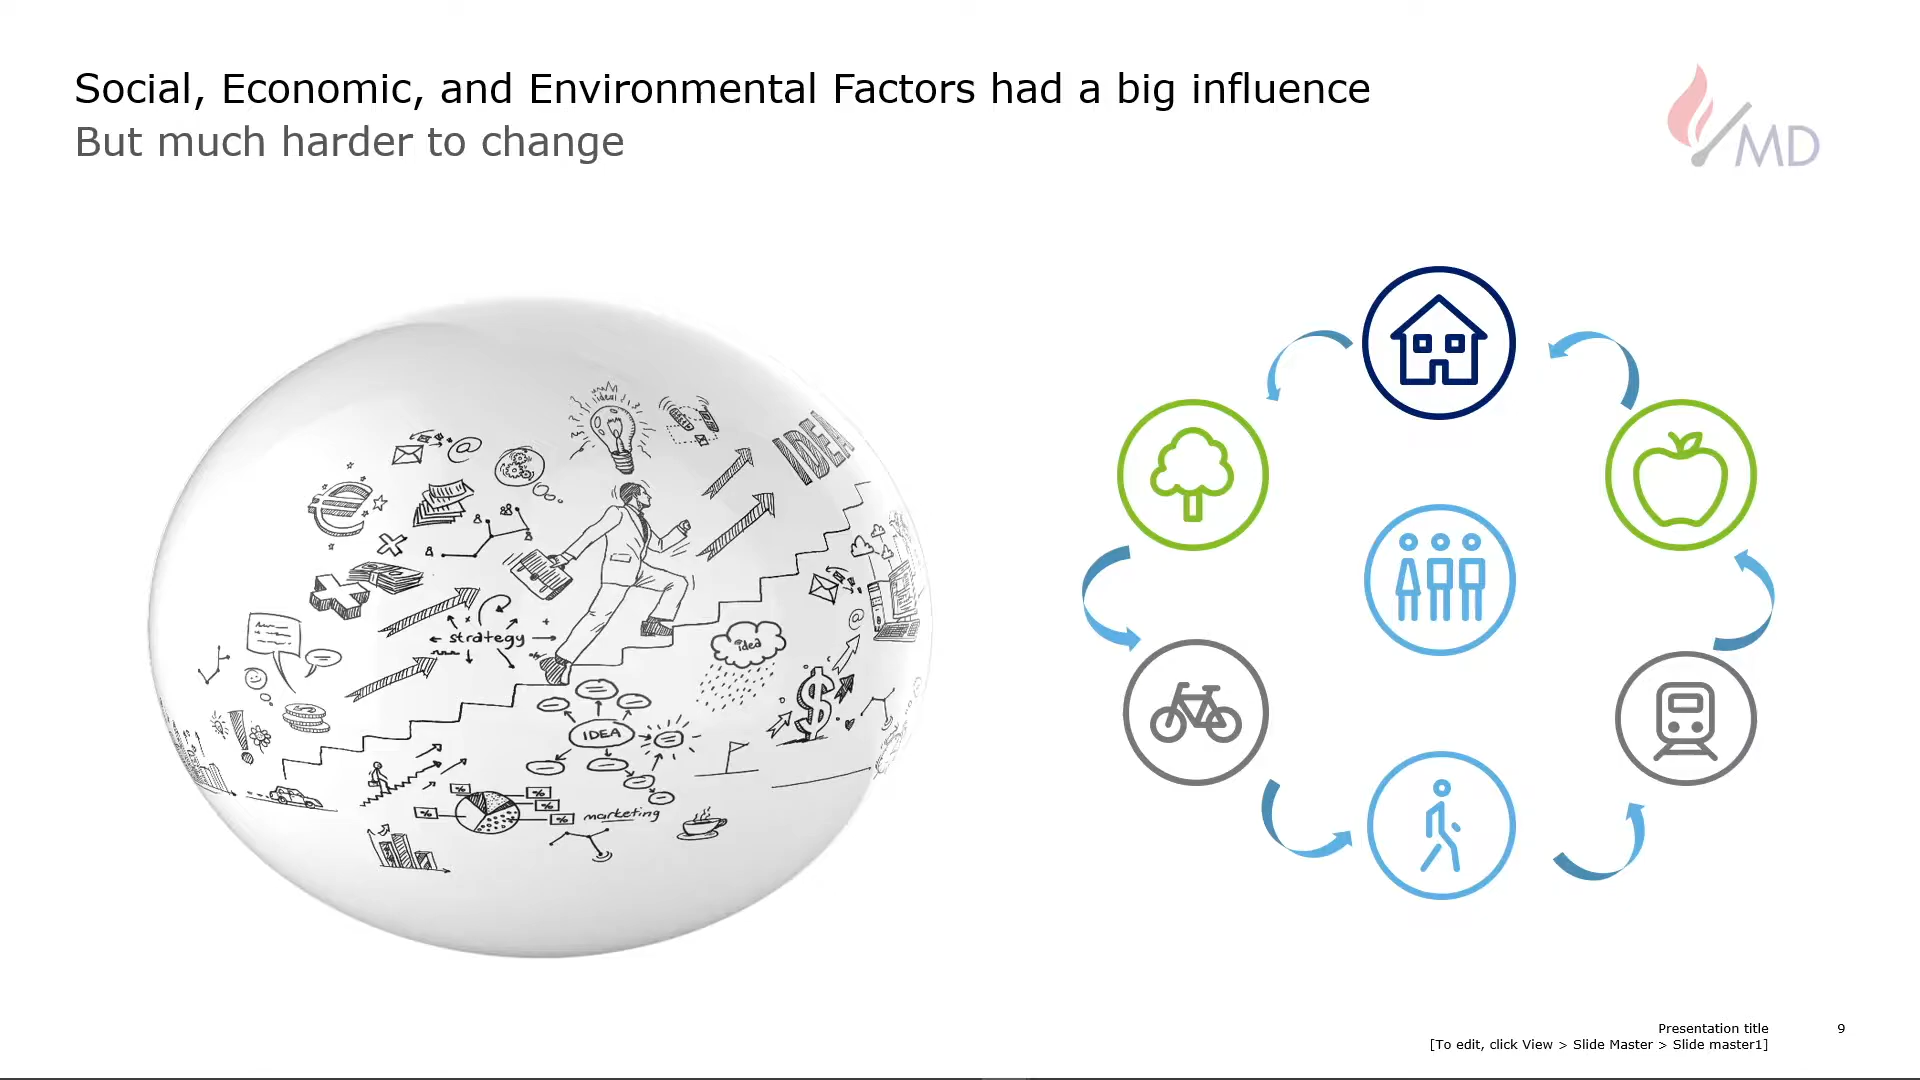 Social, Economic, and Environmental Factors had a big influence
But much harder to change
MD
idea!
IDEA
@
strategy
idea
@
IDEA
%
%
%
%
%
marketing
Presentation title
9
[To edit, click View > Slide Master > Slide master1]